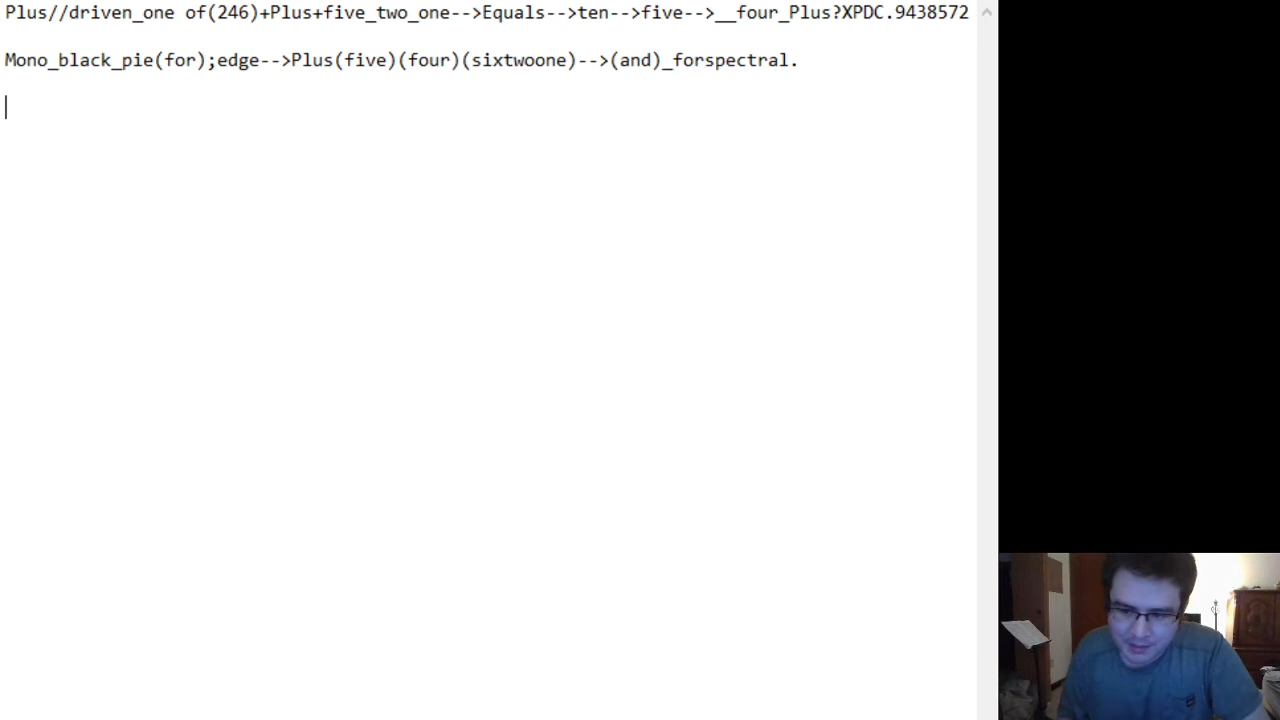 Plus//driven_one of(246)+Plus+five_two_one-->Equals-->ten-->five-->__four_Plus?XPDC.9438572
Mono_black_pie(for);edge-->Plus(five)(four)(sixtwoone)-->(and)_forspectral.